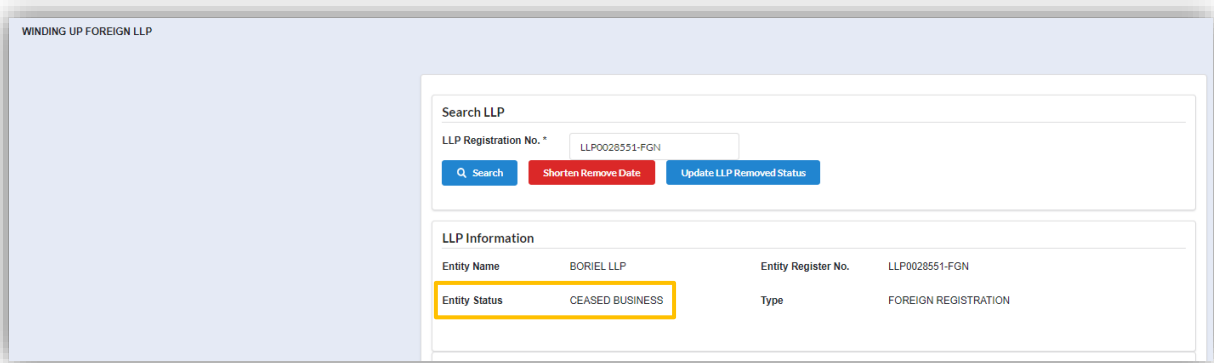 WINDING UP FOREIGN LLP
Search LLP
LLP Registration No. * LLP0028551-FGN
Search Shorten Remove Date Update LLP Removed Status
LLP Information
Entity Name BORIEL LLP Entity Register No. LLP0028551-FGN
Entity Status CEASED BUSINESS Type FOREIGN REGISTRATION